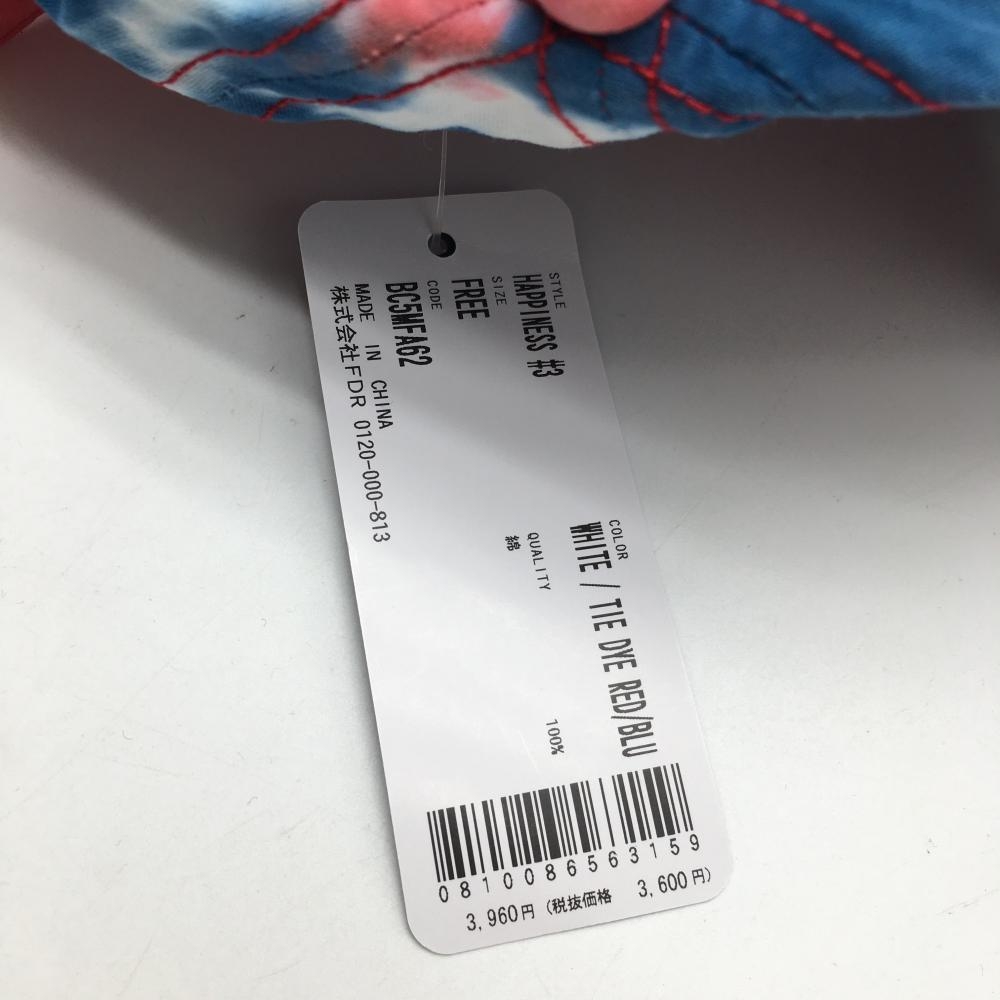 STYLE
HAPPINESS #3
SIZE
FREE
CODE
BC5MFA62
MADE IN CHINA
株式会社FDR 0120-000-813
COLOR
WHITE / TIE DYE RED/BLU
QUALITY
綿 100%
0810086563159
3,960円 (税抜価格 3,600円)